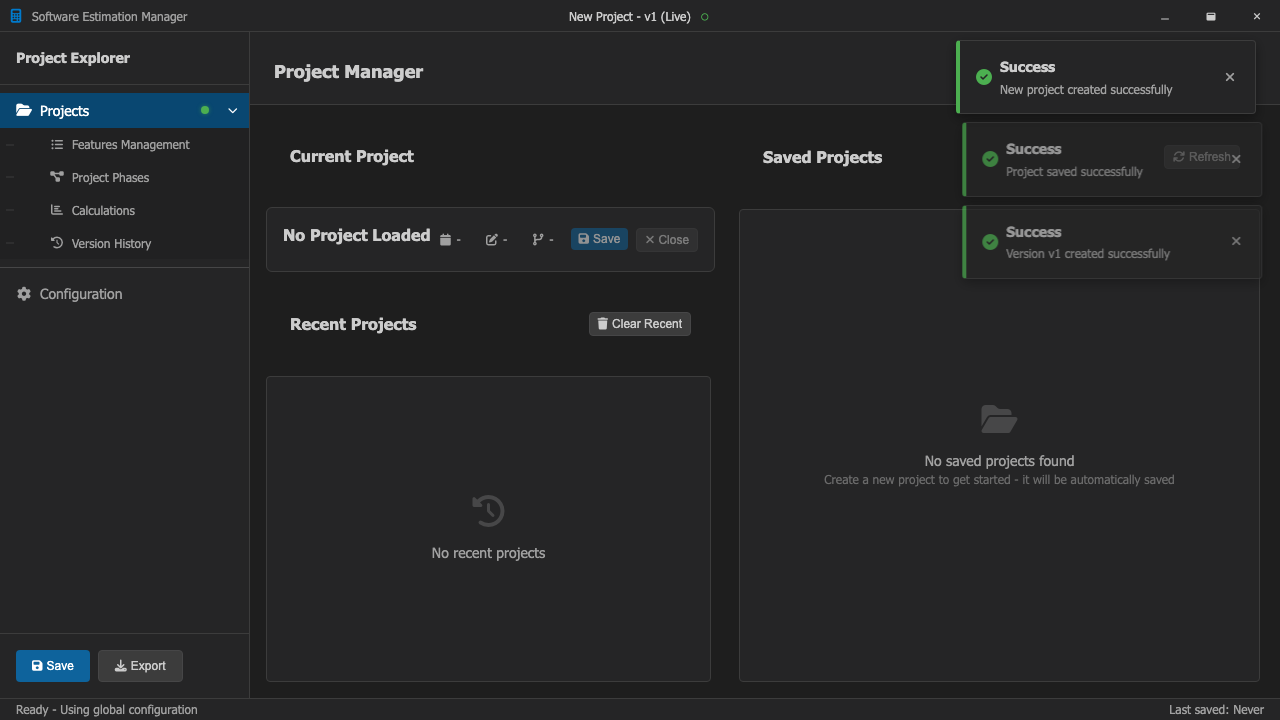 Software Estimation Manager
New Project - v1 (Live)
Project Explorer
Projects
Features Management
Project Phases
Calculations
Version History
Configuration
Save
Export
Project Manager
Current Project
No Project Loaded
-
-
-
Save
Close
Recent Projects
Clear Recent
No recent projects
Saved Projects
Refresh
No saved projects found
Create a new project to get started - it will be automatically saved
Success
New project created successfully
Success
Project saved successfully
Success
Version v1 created successfully
Ready - Using global configuration
Last saved: Never